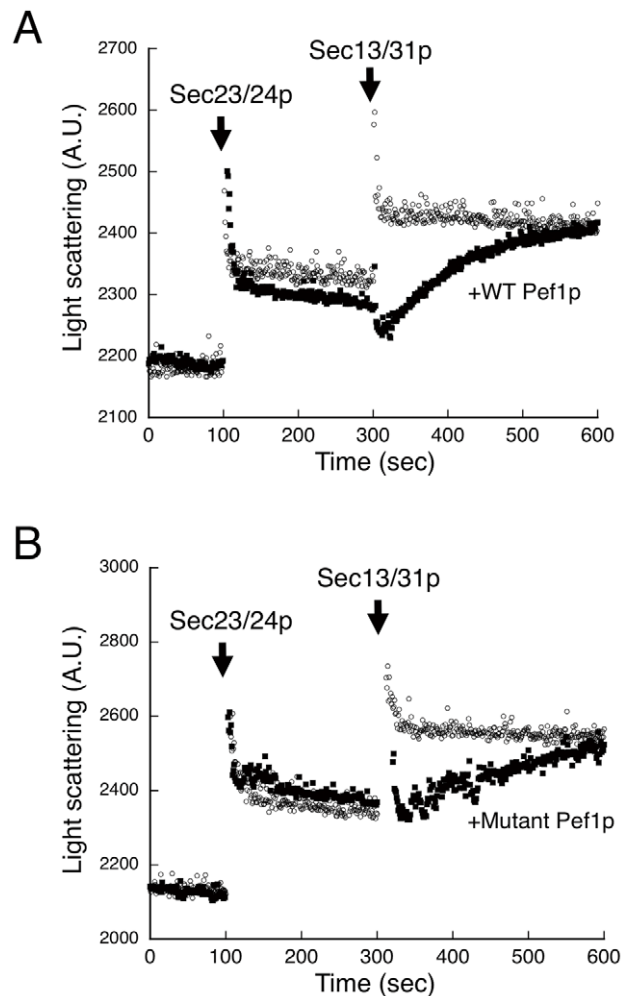 A
Sec13/31p
Sec23/24p
Light scattering (A.U.)
2700
2600
2500
2400
2300
2200
2100
+WT Pef1p
0 100 200 300 400 500 600
Time (sec)
B
Sec13/31p
Sec23/24p
Light scattering (A.U.)
3000
2800
2600
2400
2200
2000
+Mutant Pef1p
0 100 200 300 400 500 600
Time (sec)